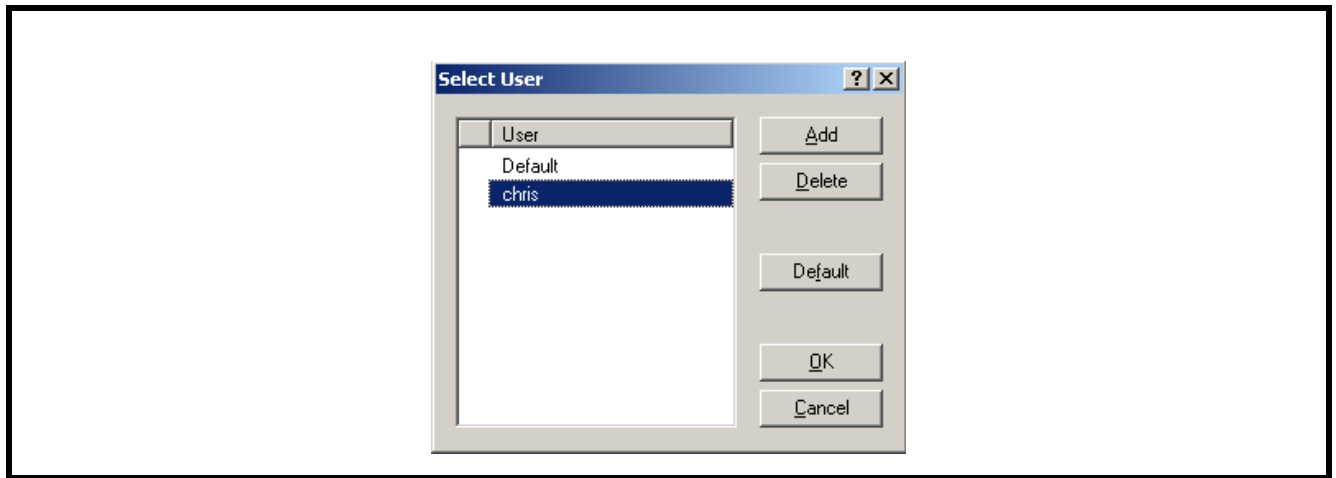 Select User
User
Default
chris
Add
Delete
Default
OK
Cancel